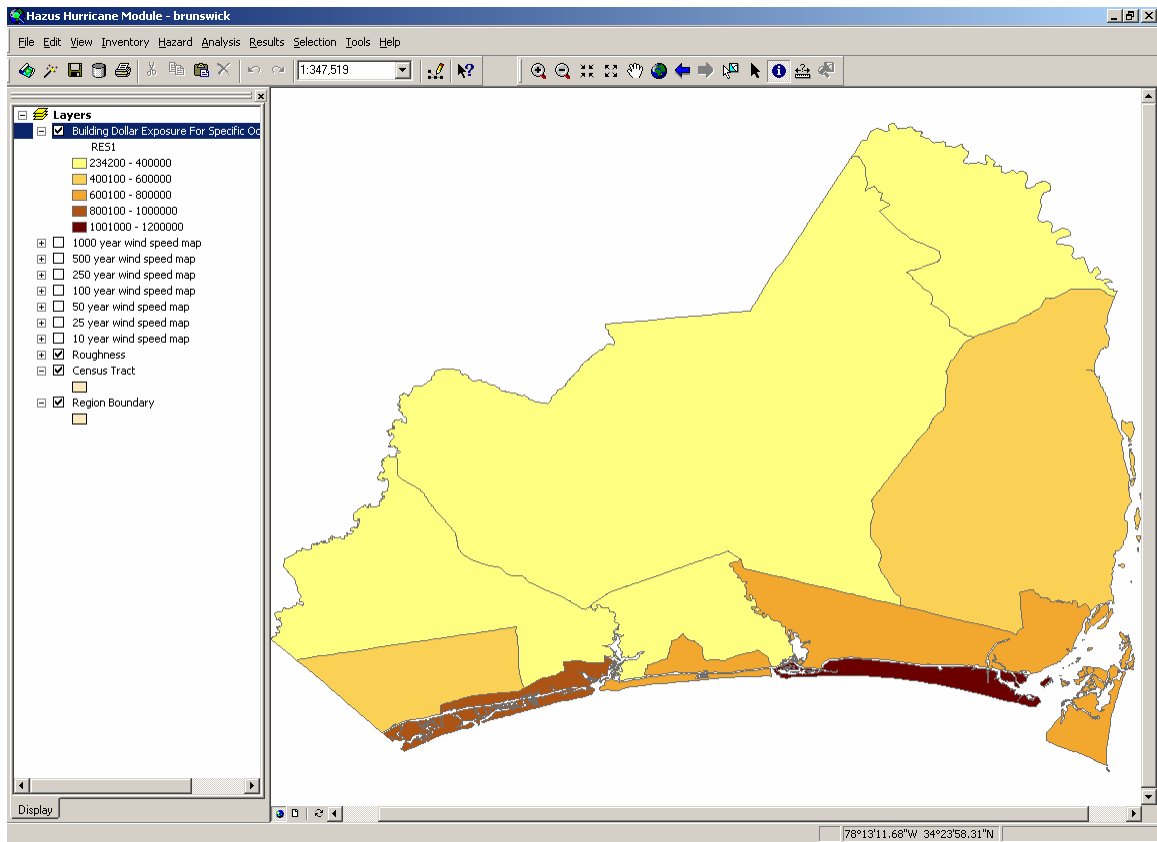 Hazus Hurricane Module - brunswick
File Edit View Inventory Hazard Analysis Results Selection Tools Help
1:347,519
Layers
Building Dollar Exposure For Specific Oc
RES1
234200 - 400000
400100 - 600000
600100 - 800000
800100 - 1000000
1001000 - 1200000
1000 year wind speed map
500 year wind speed map
250 year wind speed map
100 year wind speed map
50 year wind speed map
25 year wind speed map
10 year wind speed map
Roughness
Census Tract
Region Boundary
Display
78°13'11.68"W 34°23'58.31"N